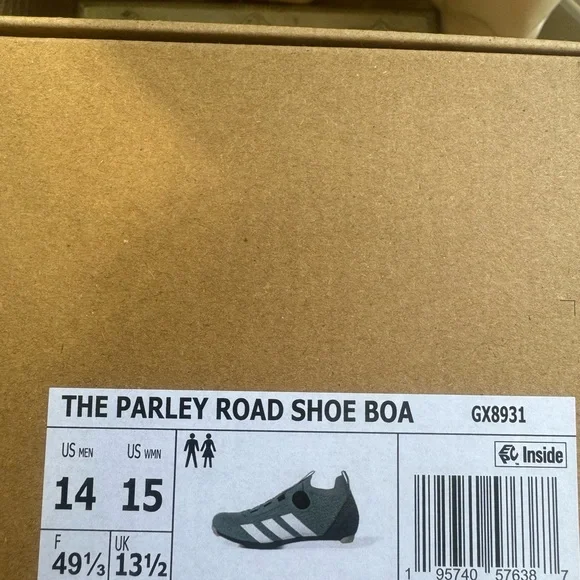 THE PARLEY ROAD SHOE BOA GX8931
US MEN US WMN
14 15
F UK
49⅓ 13½
Inside
1 95740 57638 7